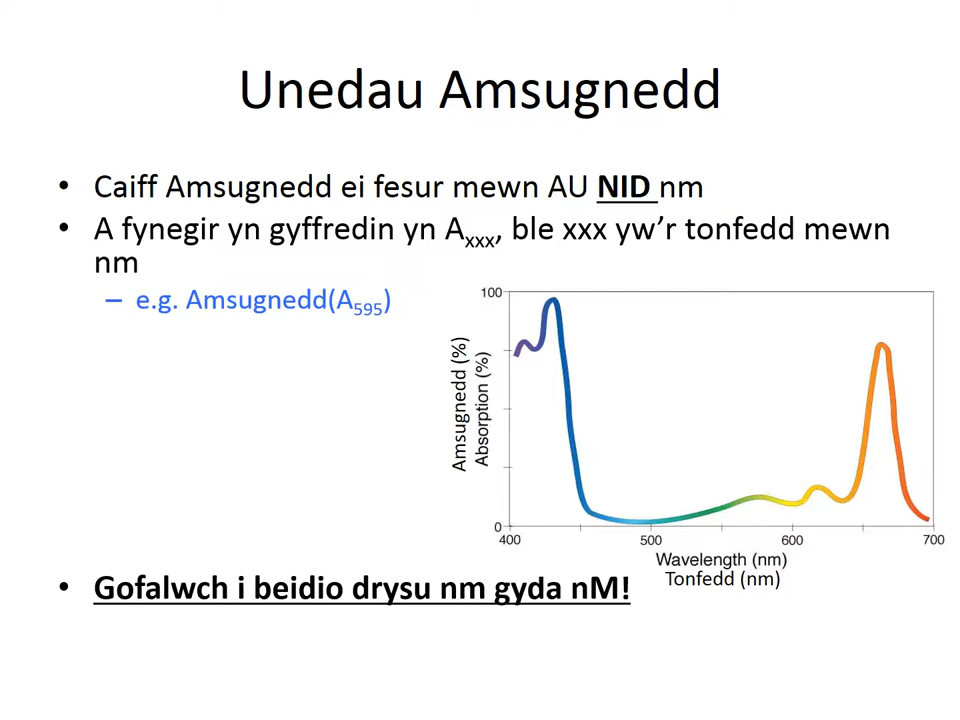 Unedau Amsugnedd
• Caiff Amsugnedd ei fesur mewn AU NID nm
• A fynegir yn gyffredin yn Axxx, ble xxx yw’r tonfedd mewn
nm
– e.g. Amsugnedd(A595)
Amsugnedd (%)
Absorption (%)
100
0
400
500
600
700
Wavelength (nm)
Tonfedd (nm)
• Gofalwch i beidio drysu nm gyda nM!